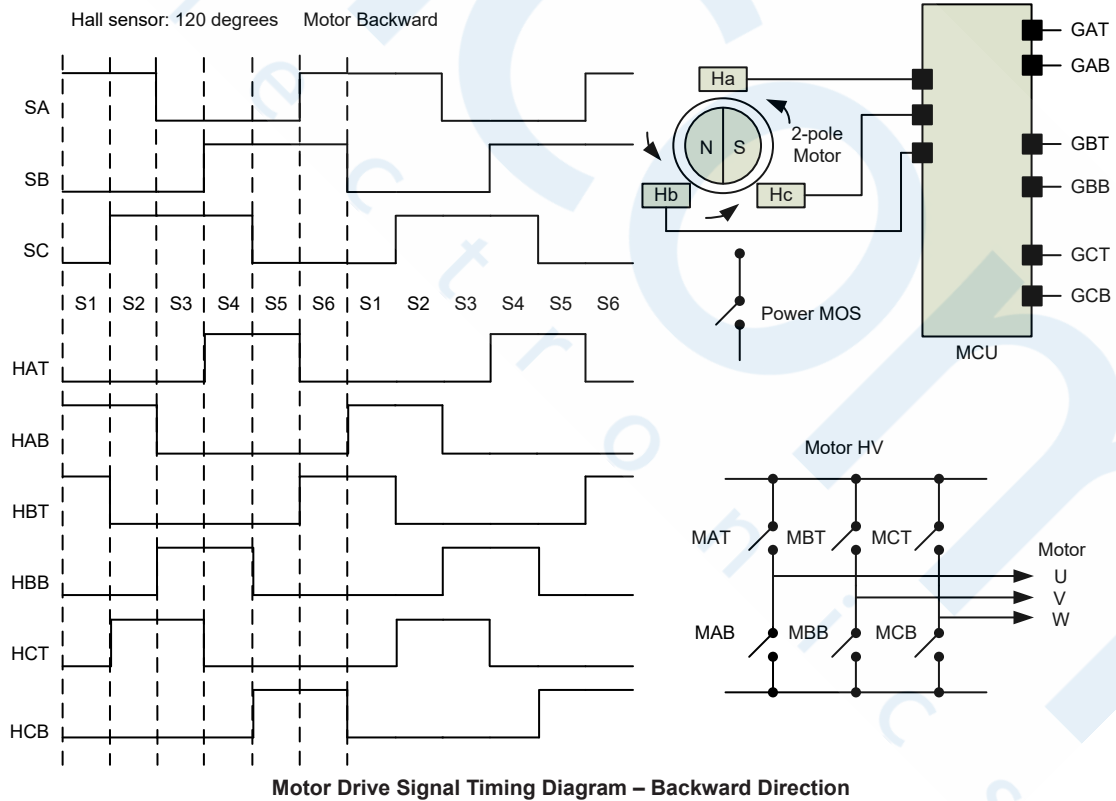 Hall sensor: 120 degrees Motor Backward
SA
SB
SC
S1 S2 S3 S4 S5 S6 S1 S2 S3 S4 S5 S6
HAT
HAB
HBT
HBB
HCT
HCB
Ha
N S
2-pole
Motor
Hb
Hc
Power MOS
GAT
GAB
GBT
GBB
GCT
GCB
MCU
Motor HV
MAT MBT MCT
Motor
U
V
W
MAB MBB MCB
Motor Drive Signal Timing Diagram – Backward Direction